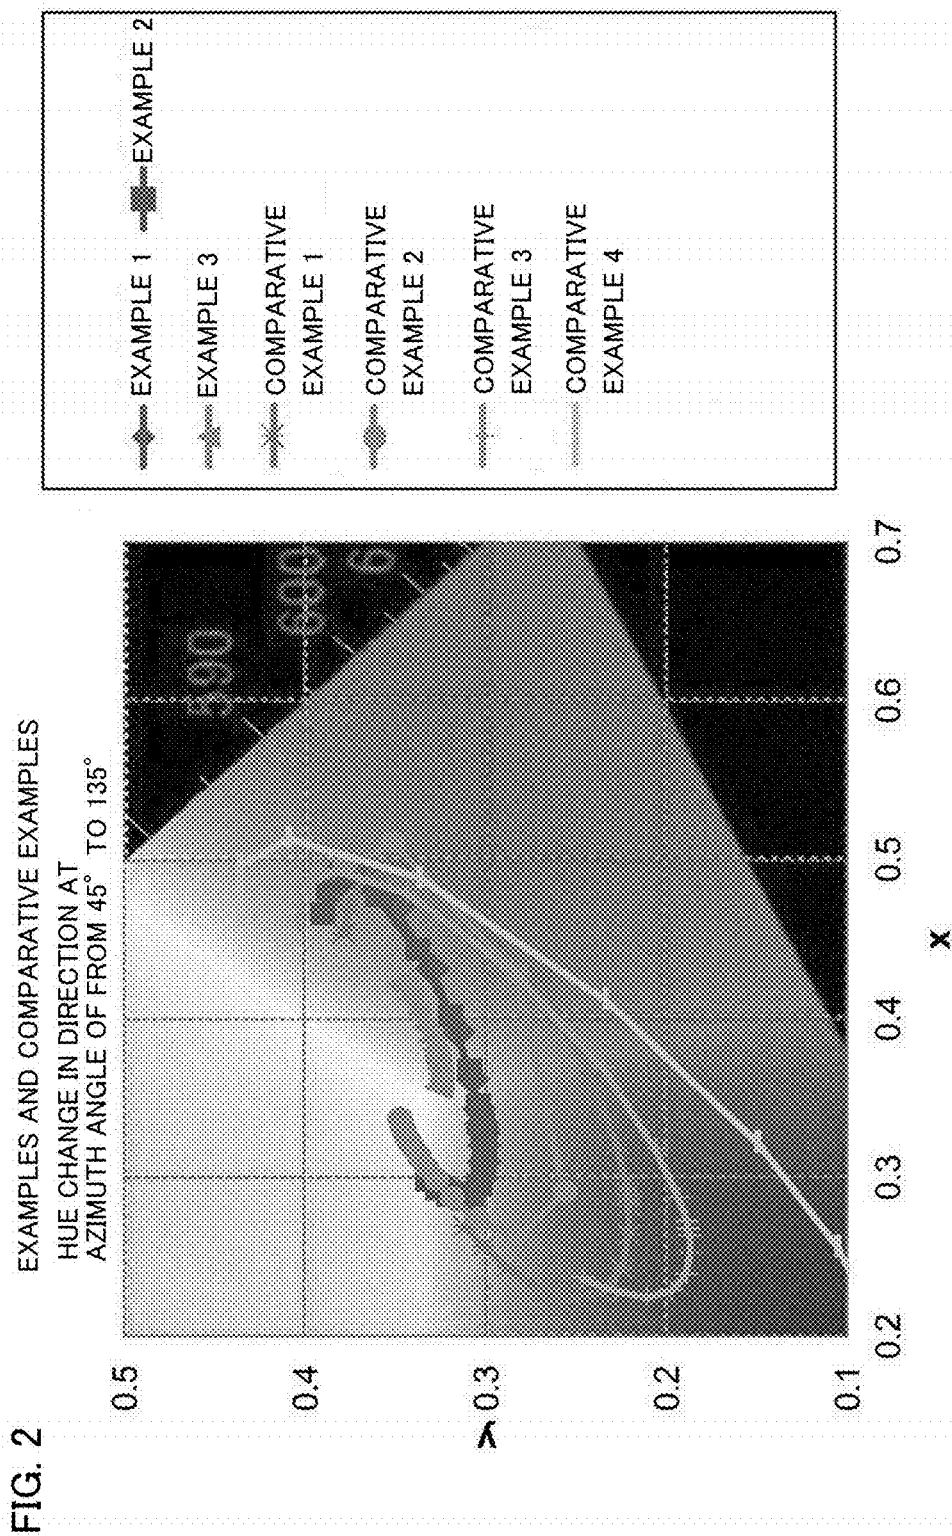 FIG. 2
EXAMPLES AND COMPARATIVE EXAMPLES
HUE CHANGE IN DIRECTION AT
AZIMUTH ANGLE OF FROM 45° TO 135°
0.5
0.4
0.3
0.2
0.1
y
0.2
0.3
0.4
0.5
0.6
0.7
x
590
6
EXAMPLE 1
EXAMPLE 2
EXAMPLE 3
COMPARATIVE
EXAMPLE 1
COMPARATIVE
EXAMPLE 2
COMPARATIVE
EXAMPLE 3
COMPARATIVE
EXAMPLE 4